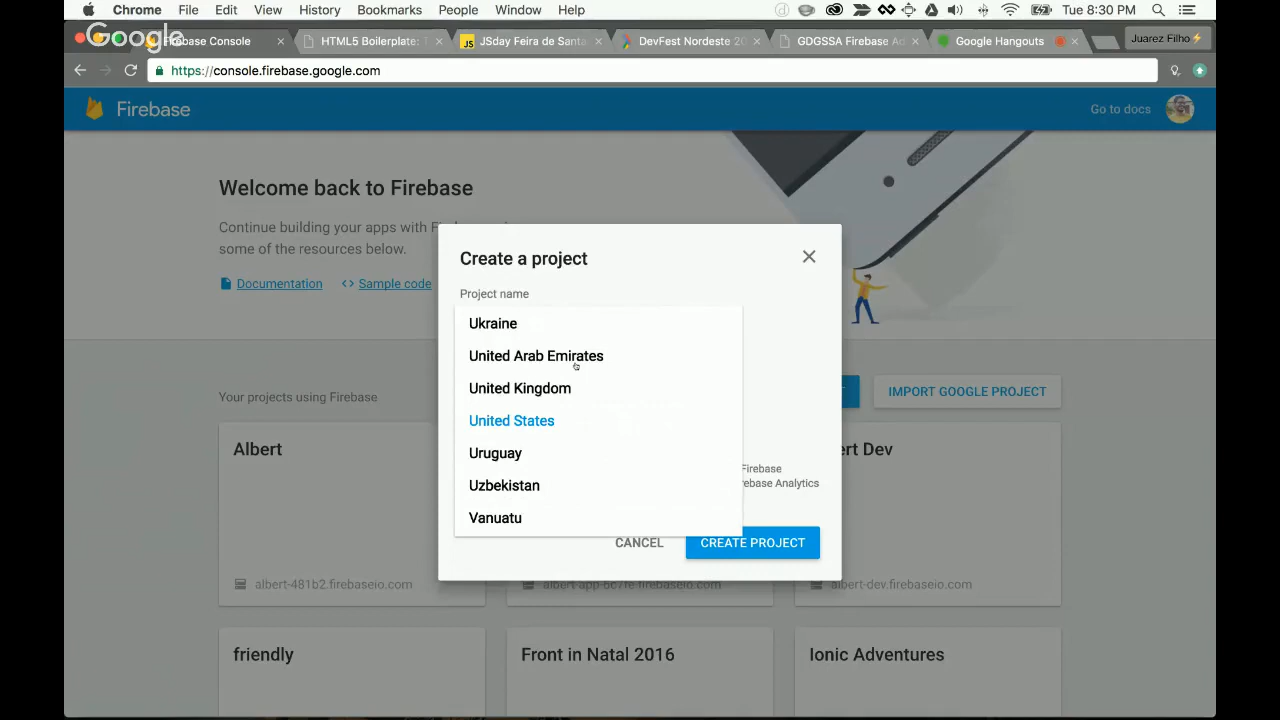 Chrome File Edit View History Bookmarks People Window Help Tue 8:30 PM
Google
Firebase Console HTML5 Boilerplate: T JSday Feira de Santa DevFest Nordeste 20 GDGSSA Firebase Ad Google Hangouts Juarez Filho
https://console.firebase.google.com
Firebase Go to docs
Welcome back to Firebase
Continue building your apps with
some of the resources below.
Documentation Sample code
Create a project
Project name
Ukraine
United Arab Emirates
United Kingdom
United States
Uruguay
Uzbekistan
Vanuatu
Firebase
ebase Analytics
CANCEL CREATE PROJECT
Your projects using Firebase IMPORT GOOGLE PROJECT
Albert
albert-481b2.firebaseio.com
albert-app-6c7fe.firebaseio.com
ert Dev
albert-dev.firebaseio.com
friendly Front in Natal 2016 Ionic Adventures